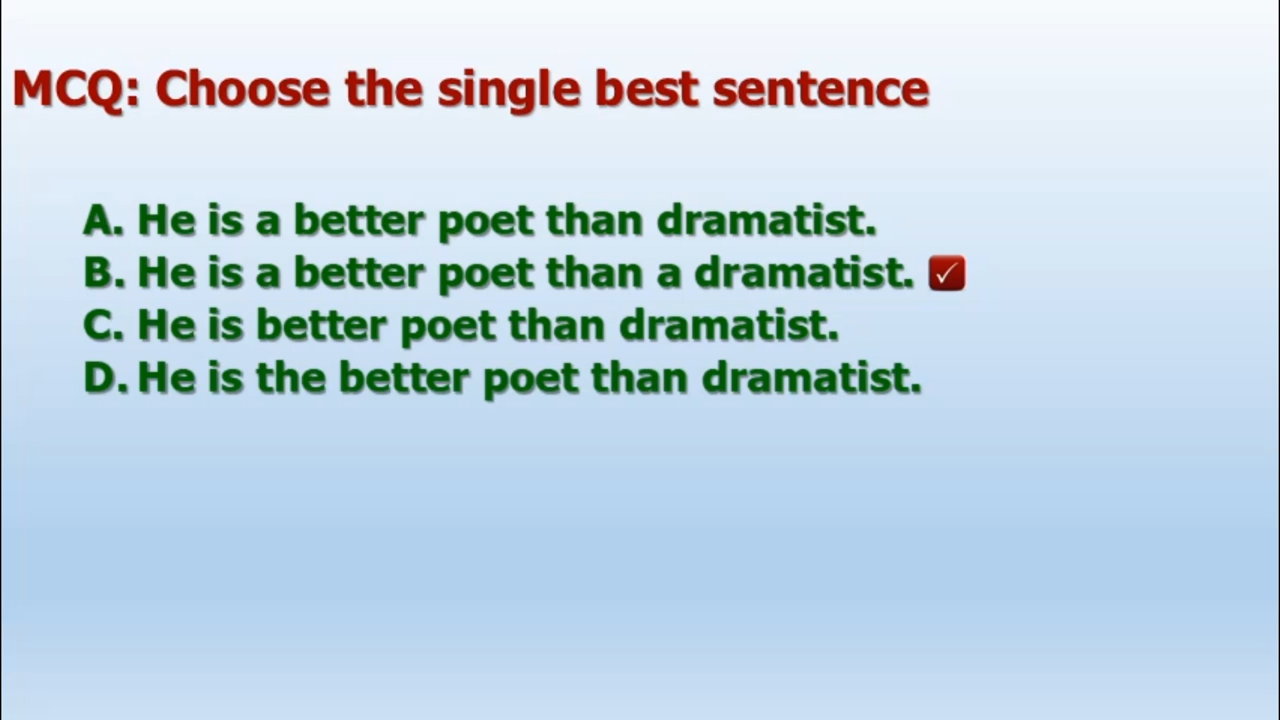 MCQ: Choose the single best sentence
A. He is a better poet than dramatist.
B. He is a better poet than a dramatist. ✓
C. He is better poet than dramatist.
D. He is the better poet than dramatist.